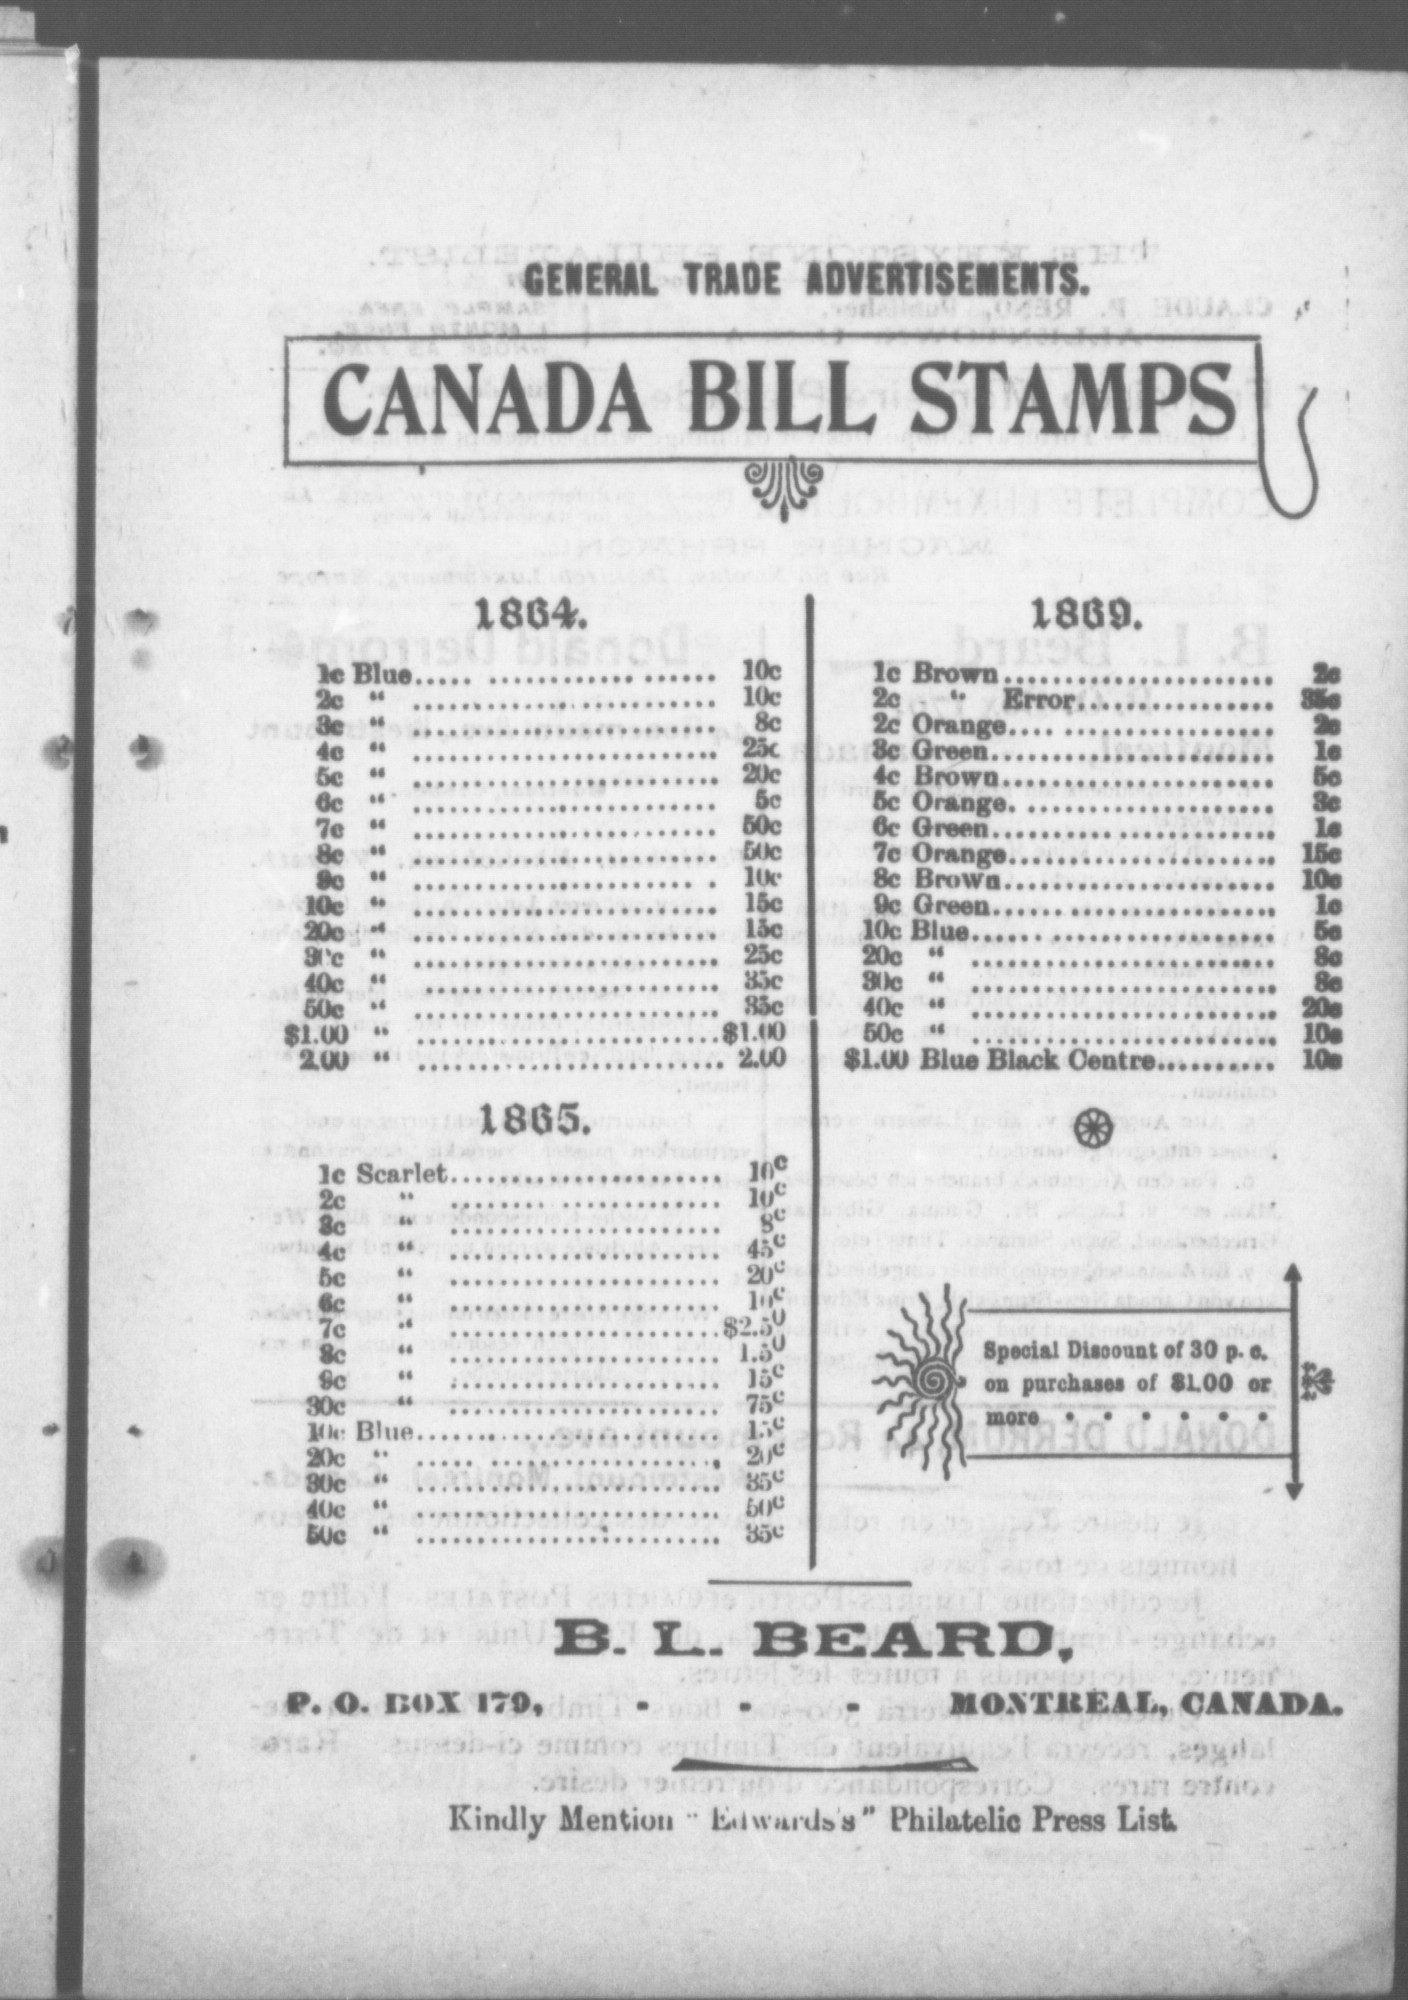 GENERAL TRADE ADVERTISEMENTS.
CANADA BILL STAMPS
1864.
1c Blue..... ............ ...... 10c
2c “ .............................. 10c
3c “ .............................. 8c
4c “ .............................. 25c
5c “ .............................. 20c
6c “ .............................. 5c
7c “ .............................. 50c
8c “ .............................. 50c
9c “ .............................. 10c
10c “ .............................. 15c
20c “ .............................. 15c
30c “ .............................. 25c
40c “ .............................. 35c
50c “ .............................. 35c
$1.00 “ ..............................$1.00
2.00 “ .............................. 2.00
1865.
1c Scarlet........................... 10c
2c “ ........................... 10c
3c “ ........................... 8c
4c “ ........................... 45c
5c “ ........................... 20c
6c “ ........................... 10c
7c “ ...........................$2.50
8c “ ........................... 1.50
9c “ ........................... 15c
30c “ ........................... 75c
10c Blue.............................. 15c
20c “ .............................. 20c
30c “ .............................. 35c
40c “ .............................. 50c
50c “ .............................. 35c
1869.
1c Brown.......................... 2c
2c “ Error................... 35c
2c Orange.... .................... 2c
3c Green........................... 1c
4c Brown.......................... 5c
5c Orange. ....................... 3c
6c Green........... ............... 1c
7c Orange......................... 15c
8c Brown.......................... 10c
9c Green........................... 1c
10c Blue............................. 5c
20c “ ............................. 8c
30c “ ............................. 8c
40c “ ............................. 20c
50c “ ............................. 10c
$1.00 Blue Black Centre........... 10c
Special Discount of 30 p. c.
on purchases of $1.00 or
more . . . . . .
B. L. BEARD,
P. O. BOX 179, - - - MONTREAL, CANADA.
Kindly Mention “ Edwards's ” Philatelic Press List.